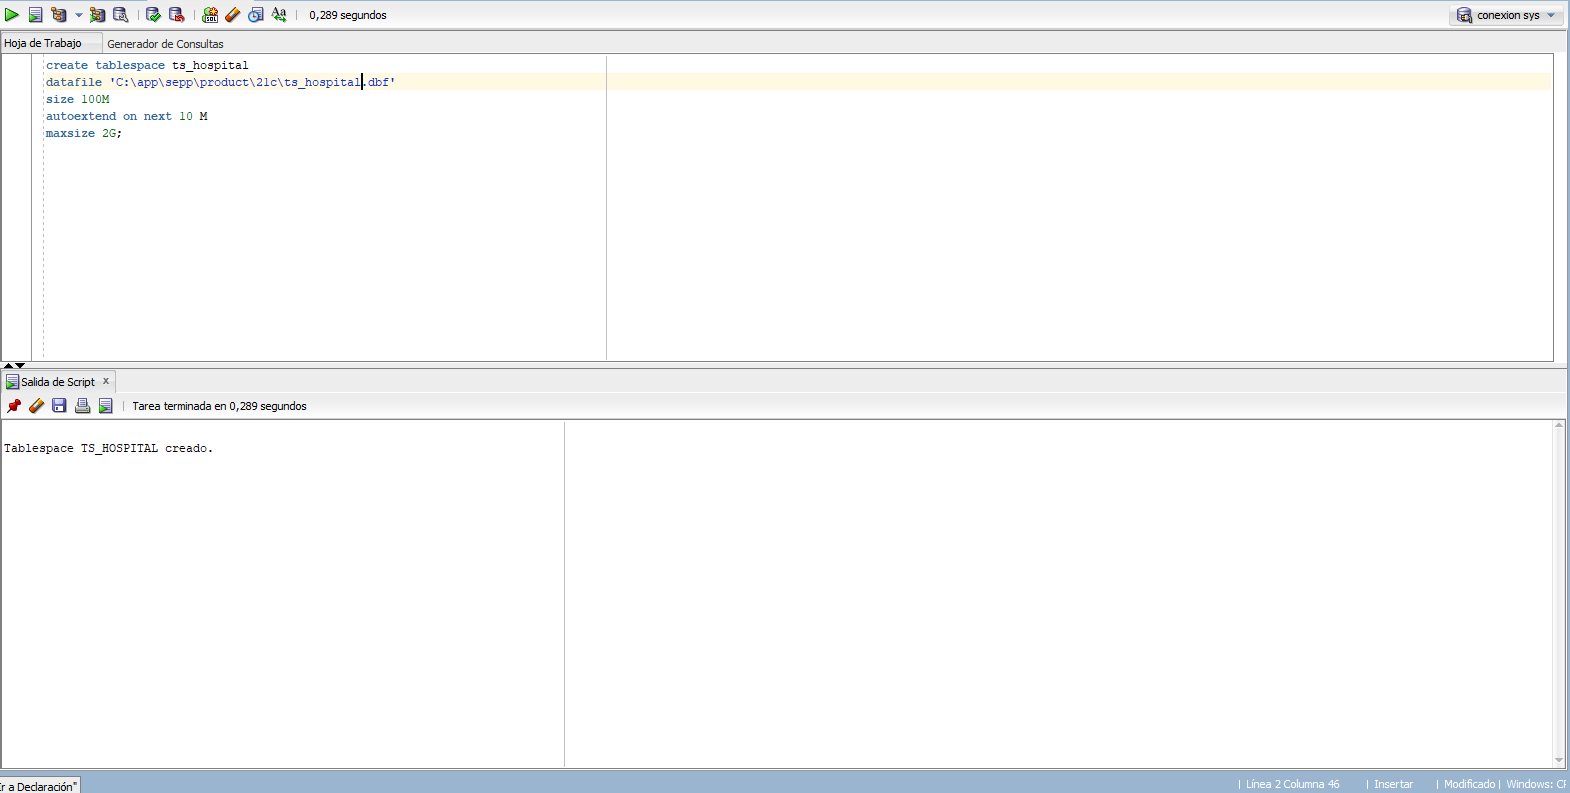 0,289 segundos
conexion sys
Hoja de Trabajo
Generador de Consultas
create tablespace ts_hospital
datafile 'C:\app\sepp\product\21c\ts_hospital.dbf'
size 100M
autoextend on next 10 M
maxsize 2G;
Salida de Script x
Tarea terminada en 0,289 segundos
Tablespace TS_HOSPITAL creado.
Ir a Declaración"
| Línea 2 Columna 46 | Insertar | Modificado | Windows: